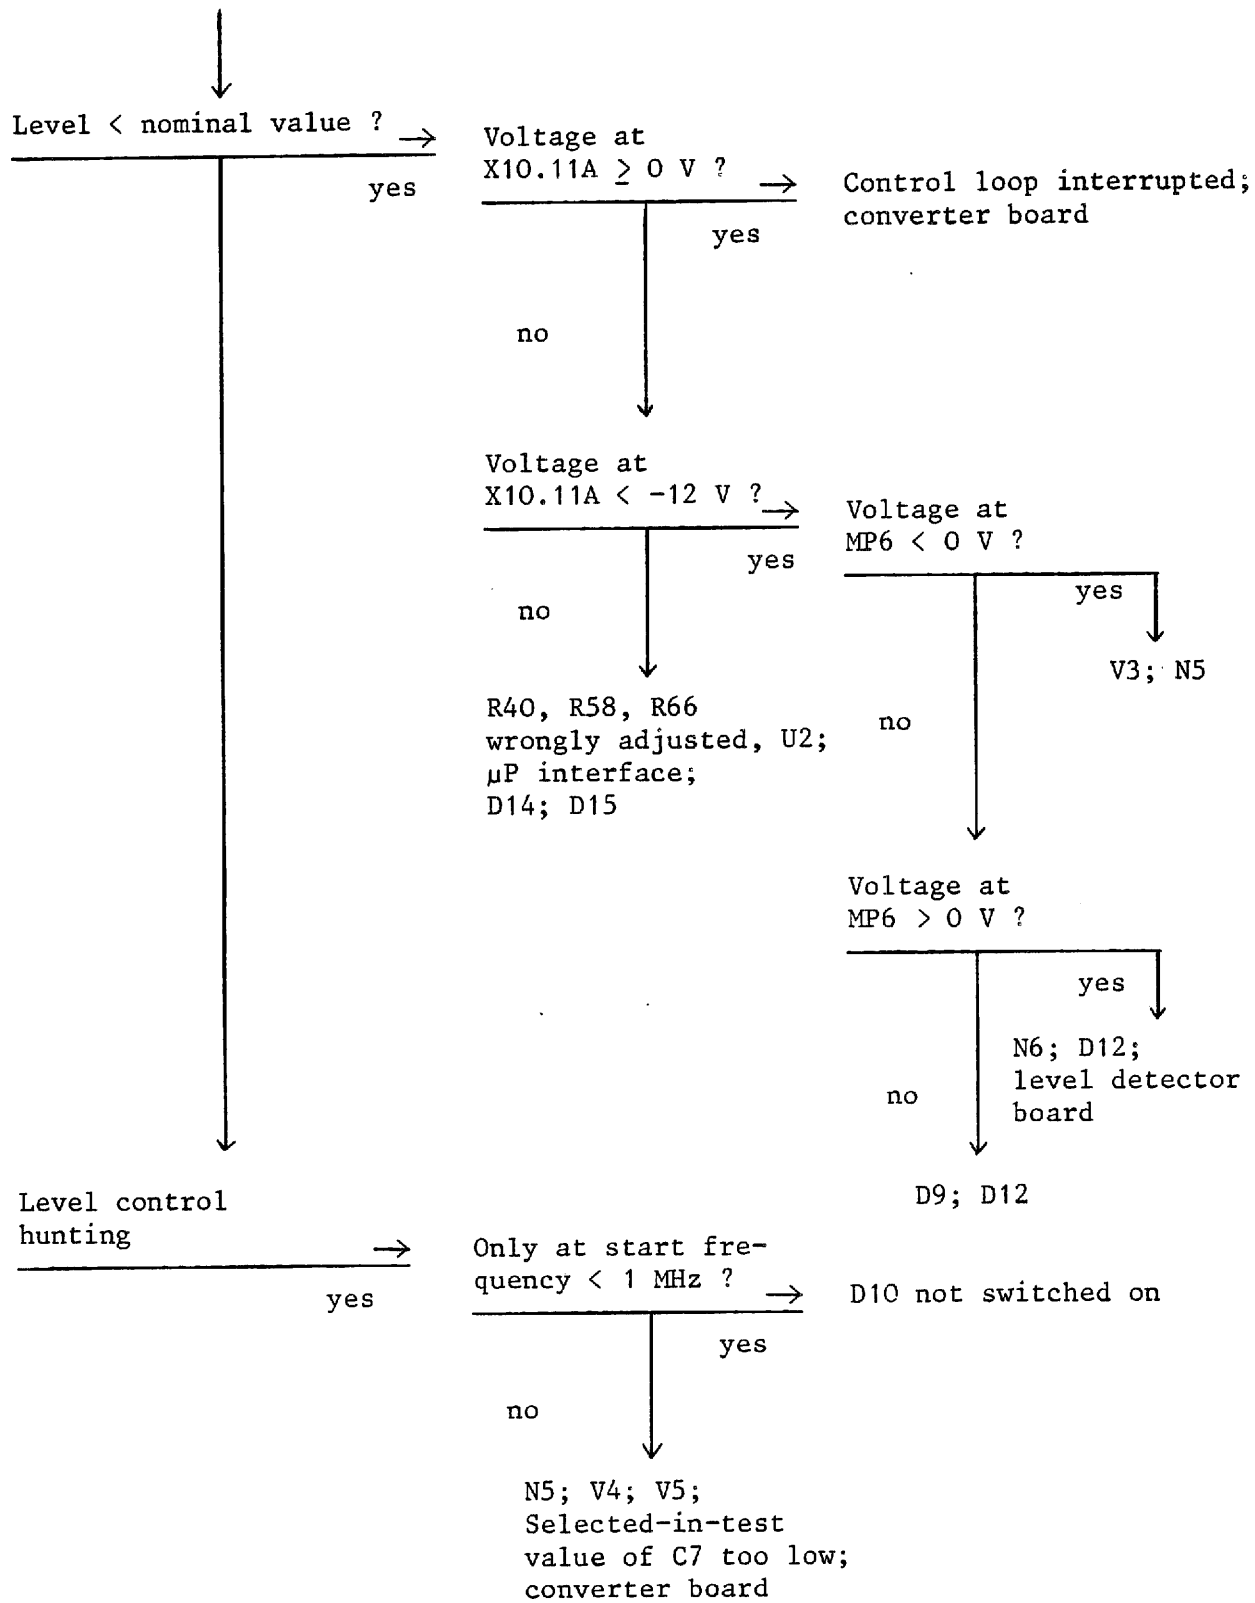 Level < nominal value ?
yes
Voltage at
X10.11A ≥ 0 V ?
yes
Control loop interrupted;
converter board
no
Voltage at
X10.11A < -12 V ?
yes
no
R40, R58, R66
wrongly adjusted, U2;
µP interface;
D14; D15
Voltage at
MP6 < 0 V ?
yes
V3; N5
no
Voltage at
MP6 > 0 V ?
yes
N6; D12;
level detector
board
no
D9; D12
Level control
hunting
yes
Only at start fre-
quency < 1 MHz ?
yes
D10 not switched on
no
N5; V4; V5;
Selected-in-test
value of C7 too low;
converter board